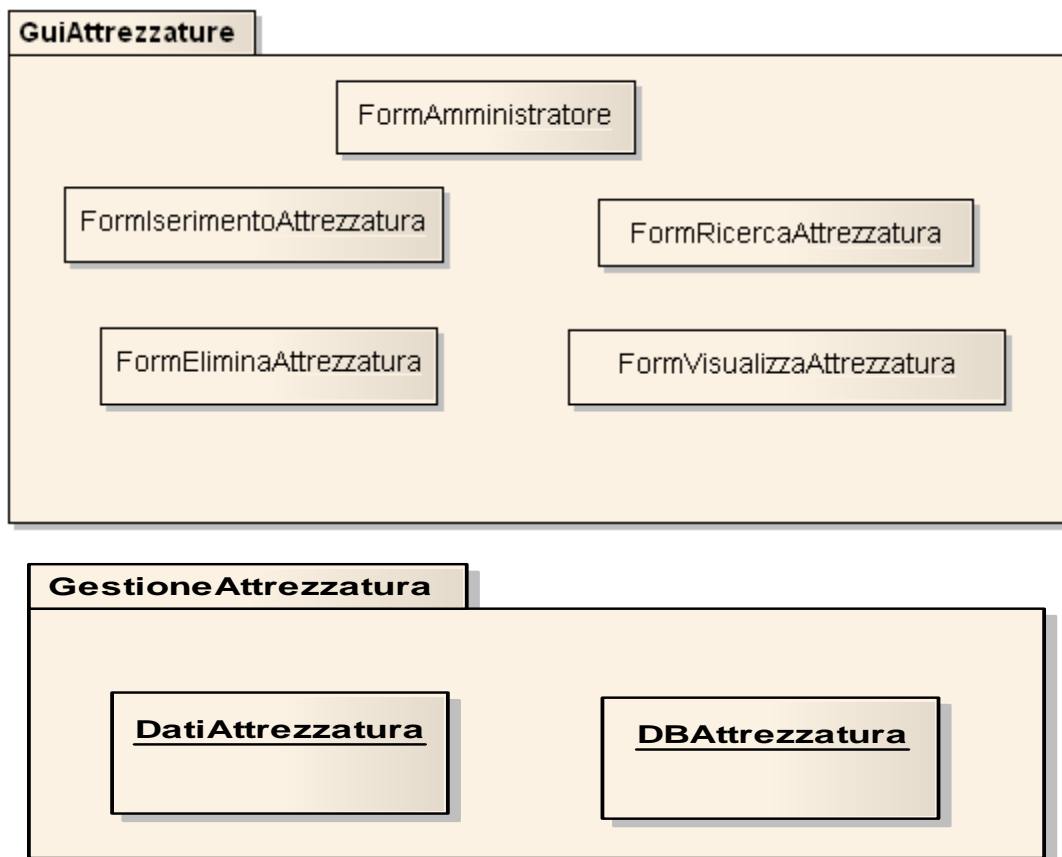 GuiAttrezzature
FormAmministratore
FormIserimentoAttrezzatura
FormRicercaAttrezzatura
FormEliminaAttrezzatura
FormVisualizzaAttrezzatura
GestioneAttrezzatura
DatiAttrezzatura
DBAttrezzatura